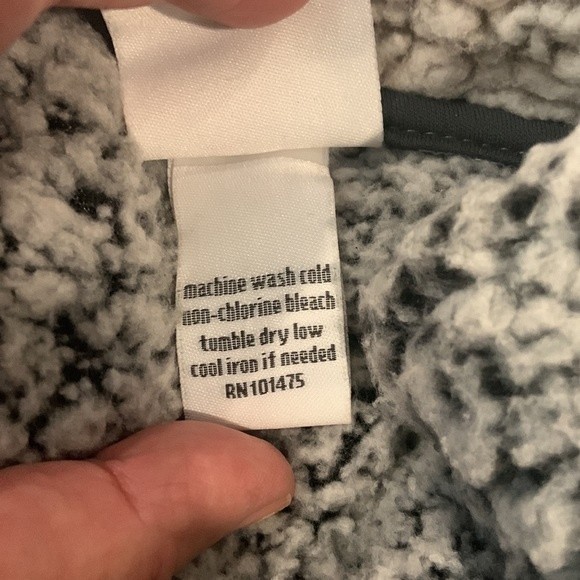 machine wash cold
non-chlorine bleach
tumble dry low
cool iron if needed
RN101475